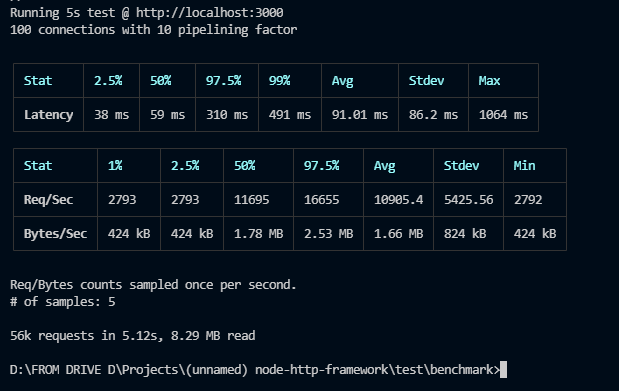 Running 5s test @ http://localhost:3000
100 connections with 10 pipelining factor
Stat 2.5% 50% 97.5% 99% Avg Stdev Max
Latency 38 ms 59 ms 310 ms 491 ms 91.01 ms 86.2 ms 1064 ms
Stat 1% 2.5% 50% 97.5% Avg Stdev Min
Req/Sec 2793 2793 11695 16655 10905.4 5425.56 2792
Bytes/Sec 424 kB 424 kB 1.78 MB 2.53 MB 1.66 MB 824 kB 424 kB
Req/Bytes counts sampled once per second.
# of samples: 5
56k requests in 5.12s, 8.29 MB read
D:\FROM DRIVE D\Projects\(unnamed) node-http-framework\test\benchmark>